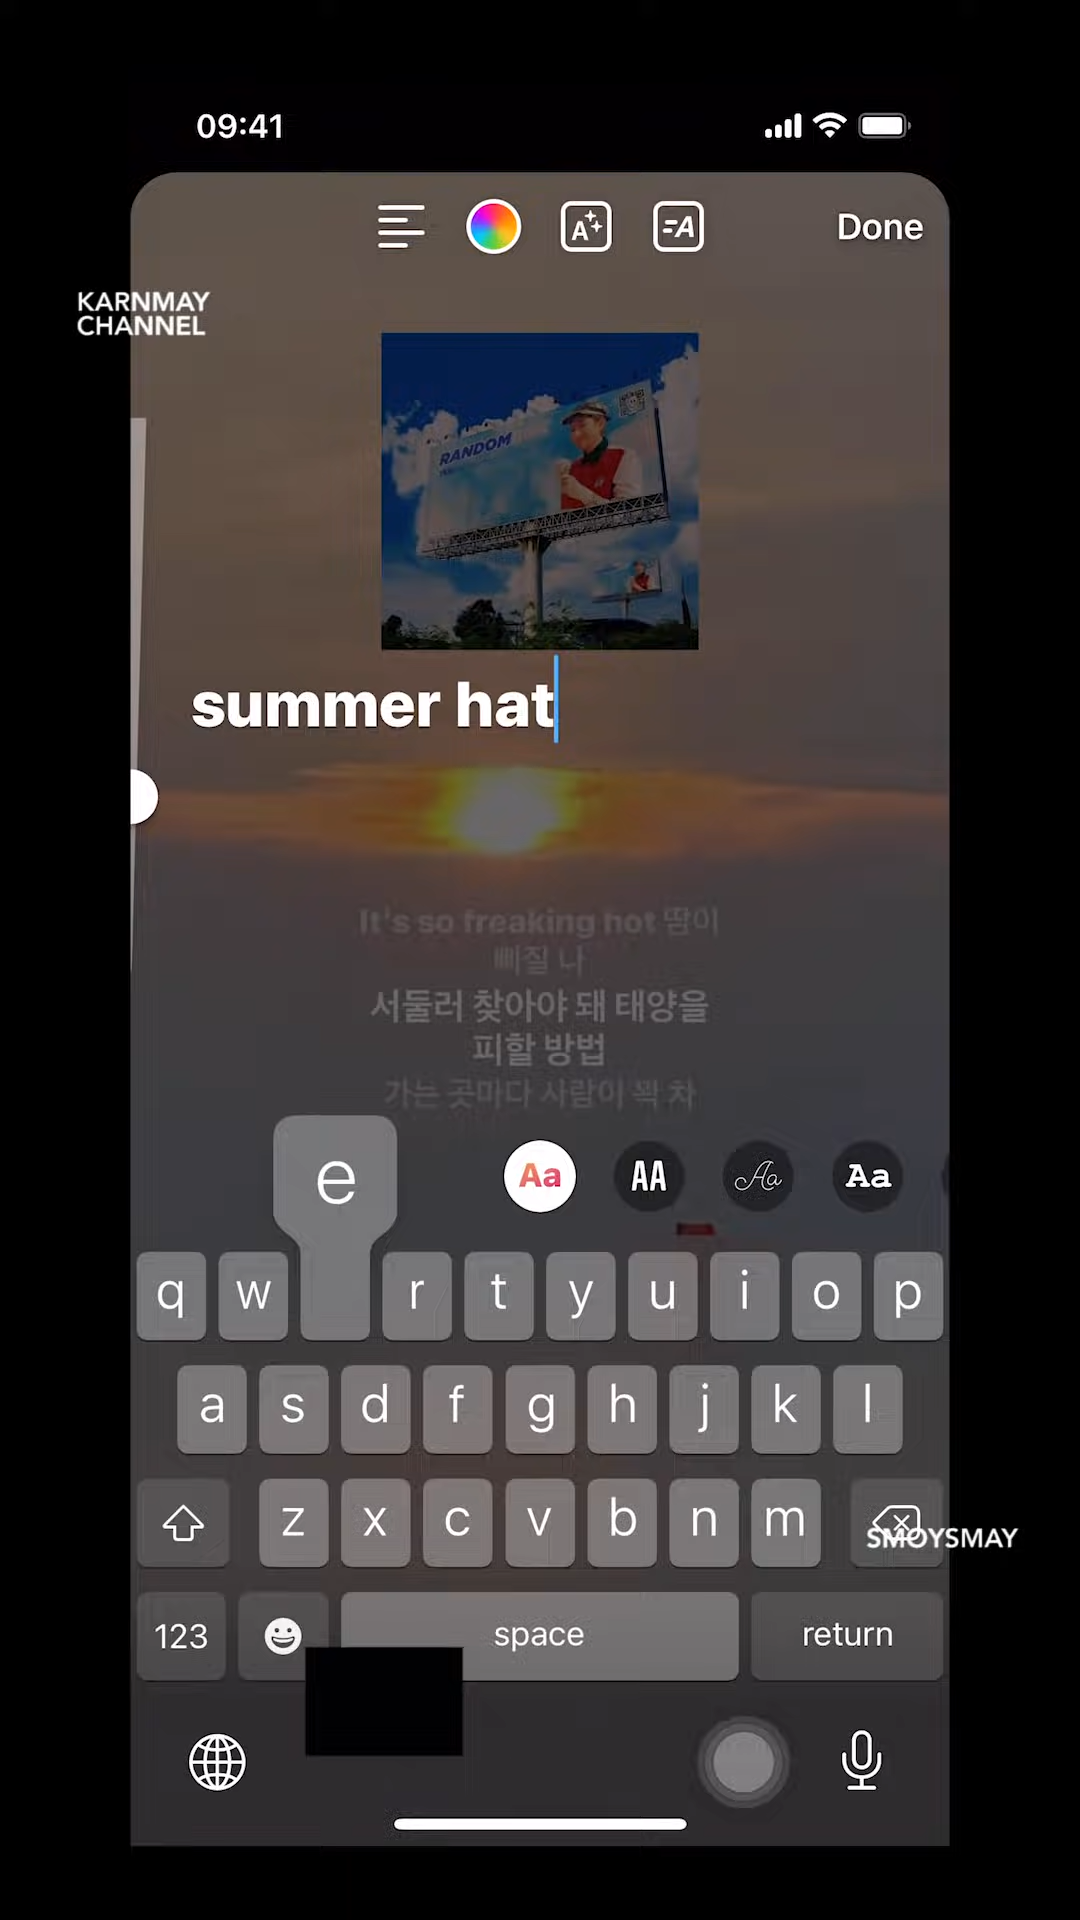 09:41
Done
KARNMAY
CHANNEL
RANDOM
summer hat
It's so freaking hot 땀이
삐질 나
서둘러 찾아야 돼 태양을
피할 방법
가는 곳마다 사람이 꽉 차
e
Aa
AA
Aa
Aa
q w r t y u i o p
a s d f g h j k l
z x c v b n m
SMOYSMAY
123
space
return